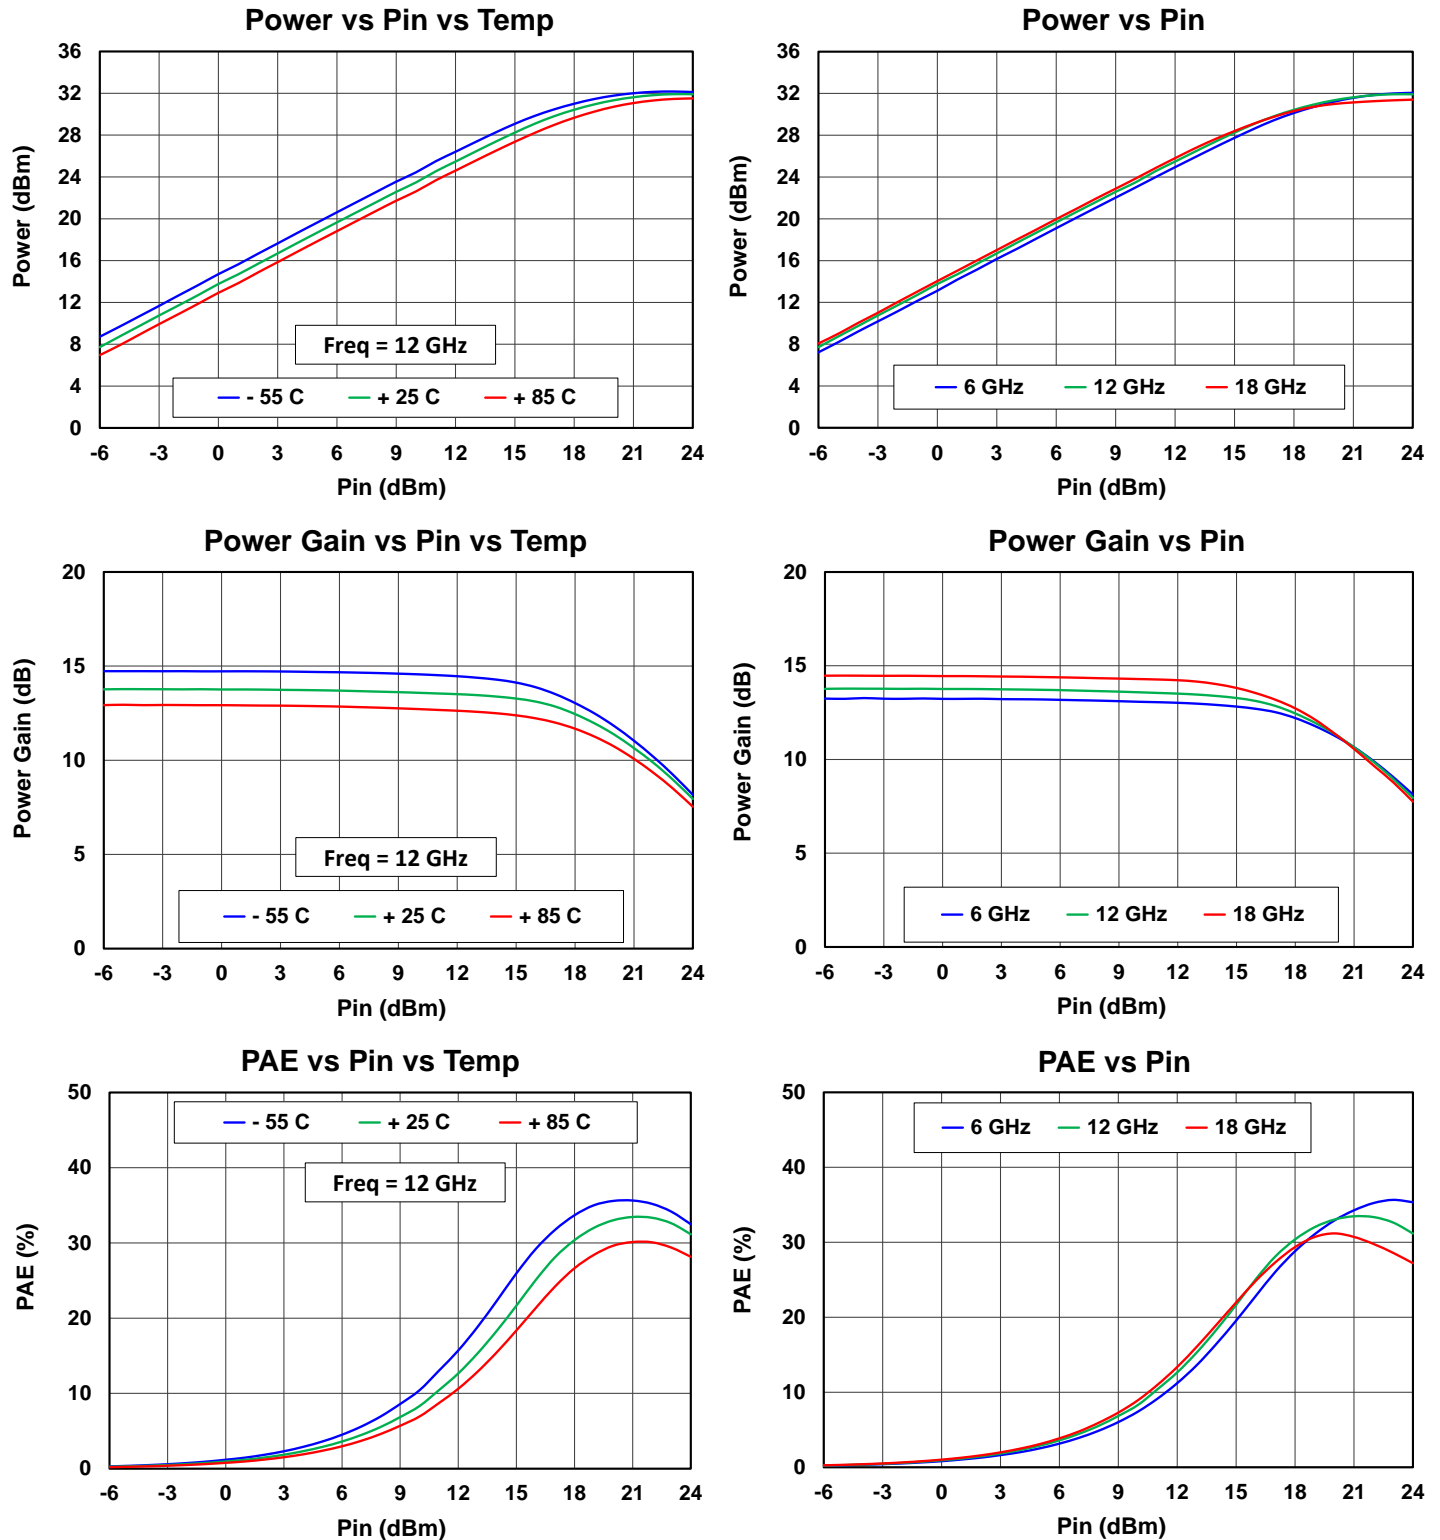 Power vs Pin vs Temp
Power (dBm)
36
32
28
24
20
16
12
8
4
0
Freq = 12 GHz
- 55 C + 25 C + 85 C
-6 -3 0 3 6 9 12 15 18 21 24
Pin (dBm)
Power vs Pin
Power (dBm)
36
32
28
24
20
16
12
8
4
0
6 GHz 12 GHz 18 GHz
-6 -3 0 3 6 9 12 15 18 21 24
Pin (dBm)
Power Gain vs Pin vs Temp
Power Gain (dB)
20
15
10
5
0
Freq = 12 GHz
- 55 C + 25 C + 85 C
-6 -3 0 3 6 9 12 15 18 21 24
Pin (dBm)
Power Gain vs Pin
Power Gain (dB)
20
15
10
5
0
6 GHz 12 GHz 18 GHz
-6 -3 0 3 6 9 12 15 18 21 24
Pin (dBm)
PAE vs Pin vs Temp
PAE (%)
50
40
30
20
10
0
- 55 C + 25 C + 85 C
Freq = 12 GHz
-6 -3 0 3 6 9 12 15 18 21 24
Pin (dBm)
PAE vs Pin
PAE (%)
50
40
30
20
10
0
6 GHz 12 GHz 18 GHz
-6 -3 0 3 6 9 12 15 18 21 24
Pin (dBm)